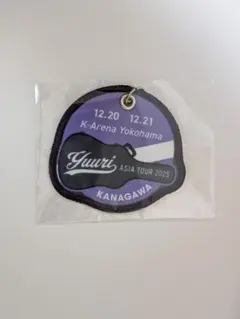 12.20 12.21
K-Arena Yokohama
Yuuri
ASIA TOUR 2025
KANAGAWA